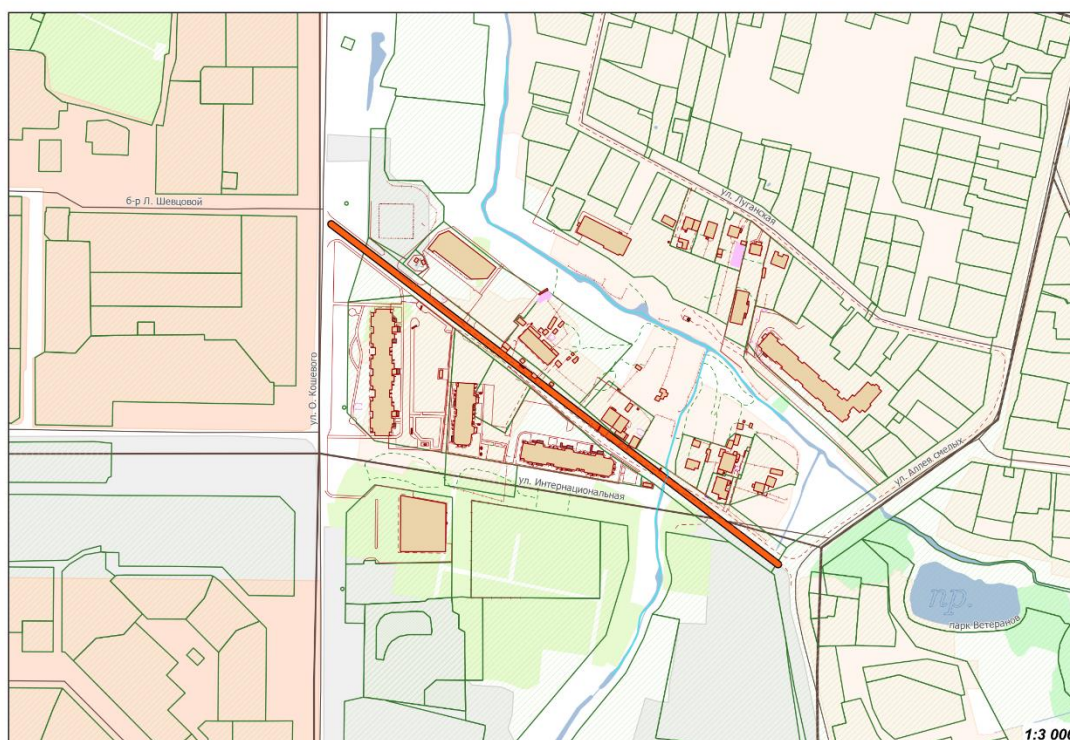 б-р Л. Шевцовой
ул. Луганская
ул. О. Кошевого
ул. Аллея смелых
ул. Интернациональная
пр.
парк Ветеранов
1:3 000